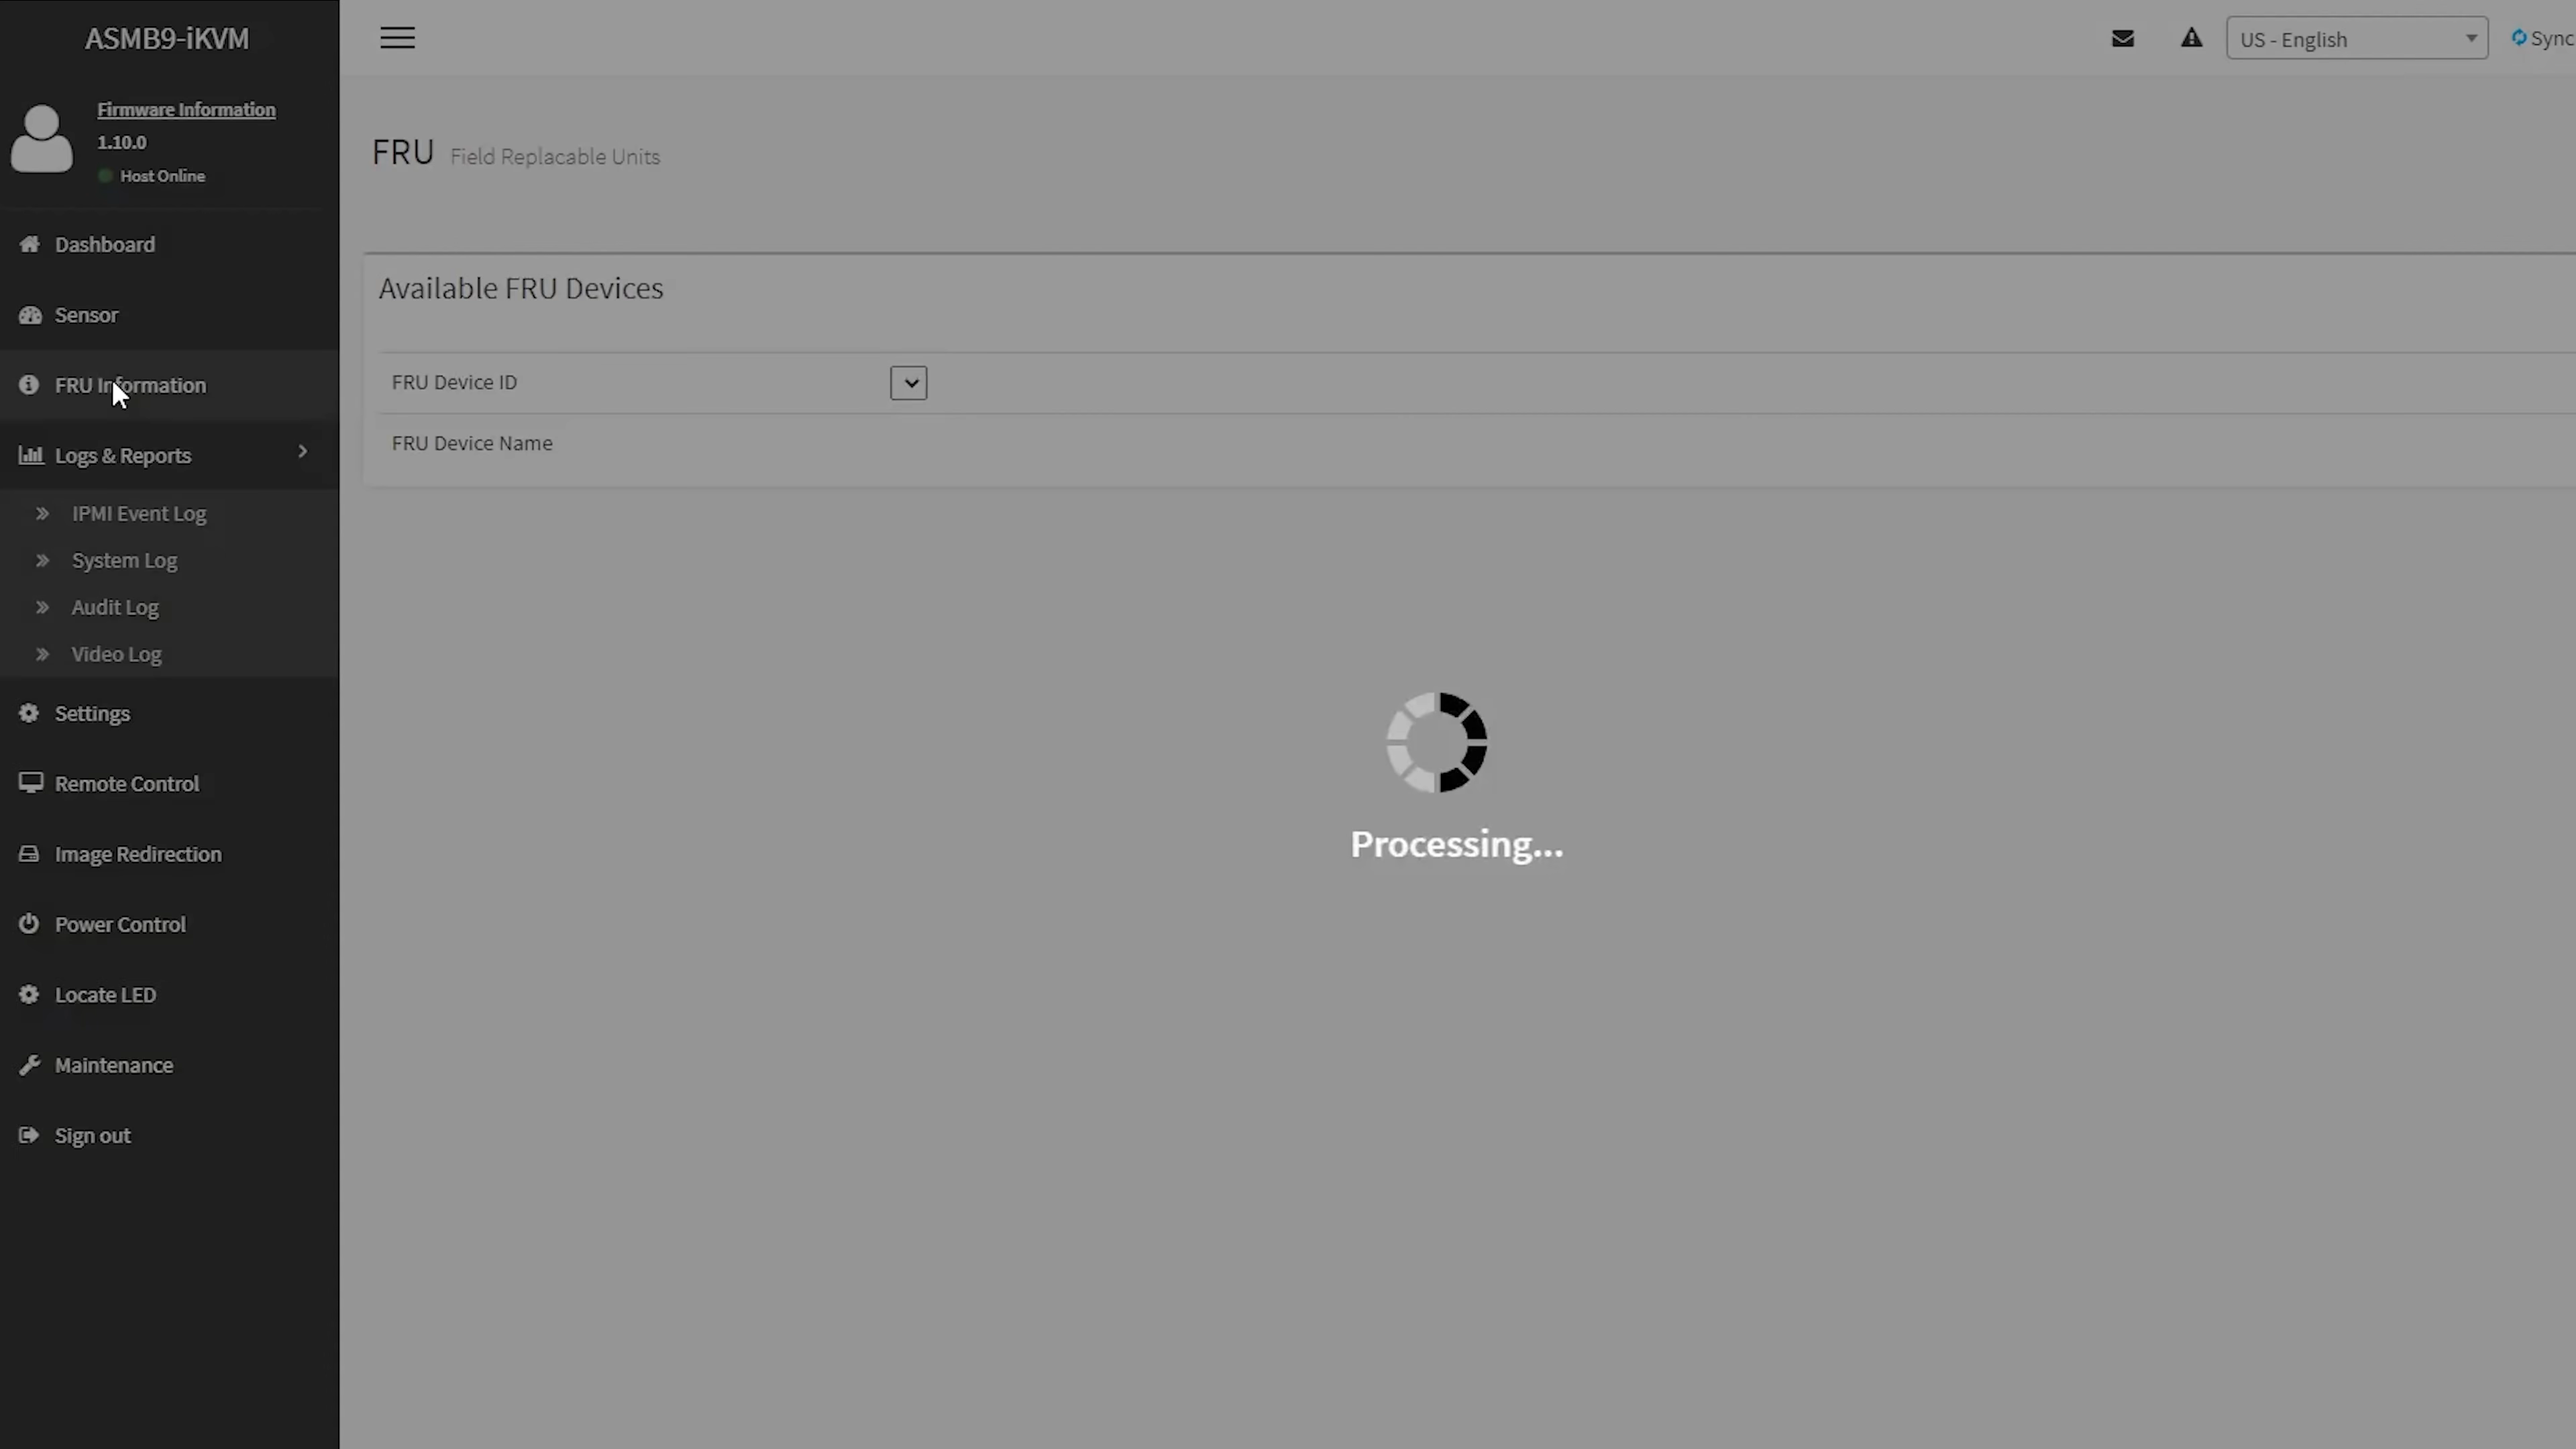 ASMB9-iKVM
Firmware Information
1.10.0
Host Online
Dashboard
Sensor
FRU Information
Logs & Reports
IPMI Event Log
System Log
Audit Log
Video Log
Settings
Remote Control
Image Redirection
Power Control
Locate LED
Maintenance
Sign out
US - English
Sync
FRU Field Replacable Units
Available FRU Devices
FRU Device ID
FRU Device Name
Processing...